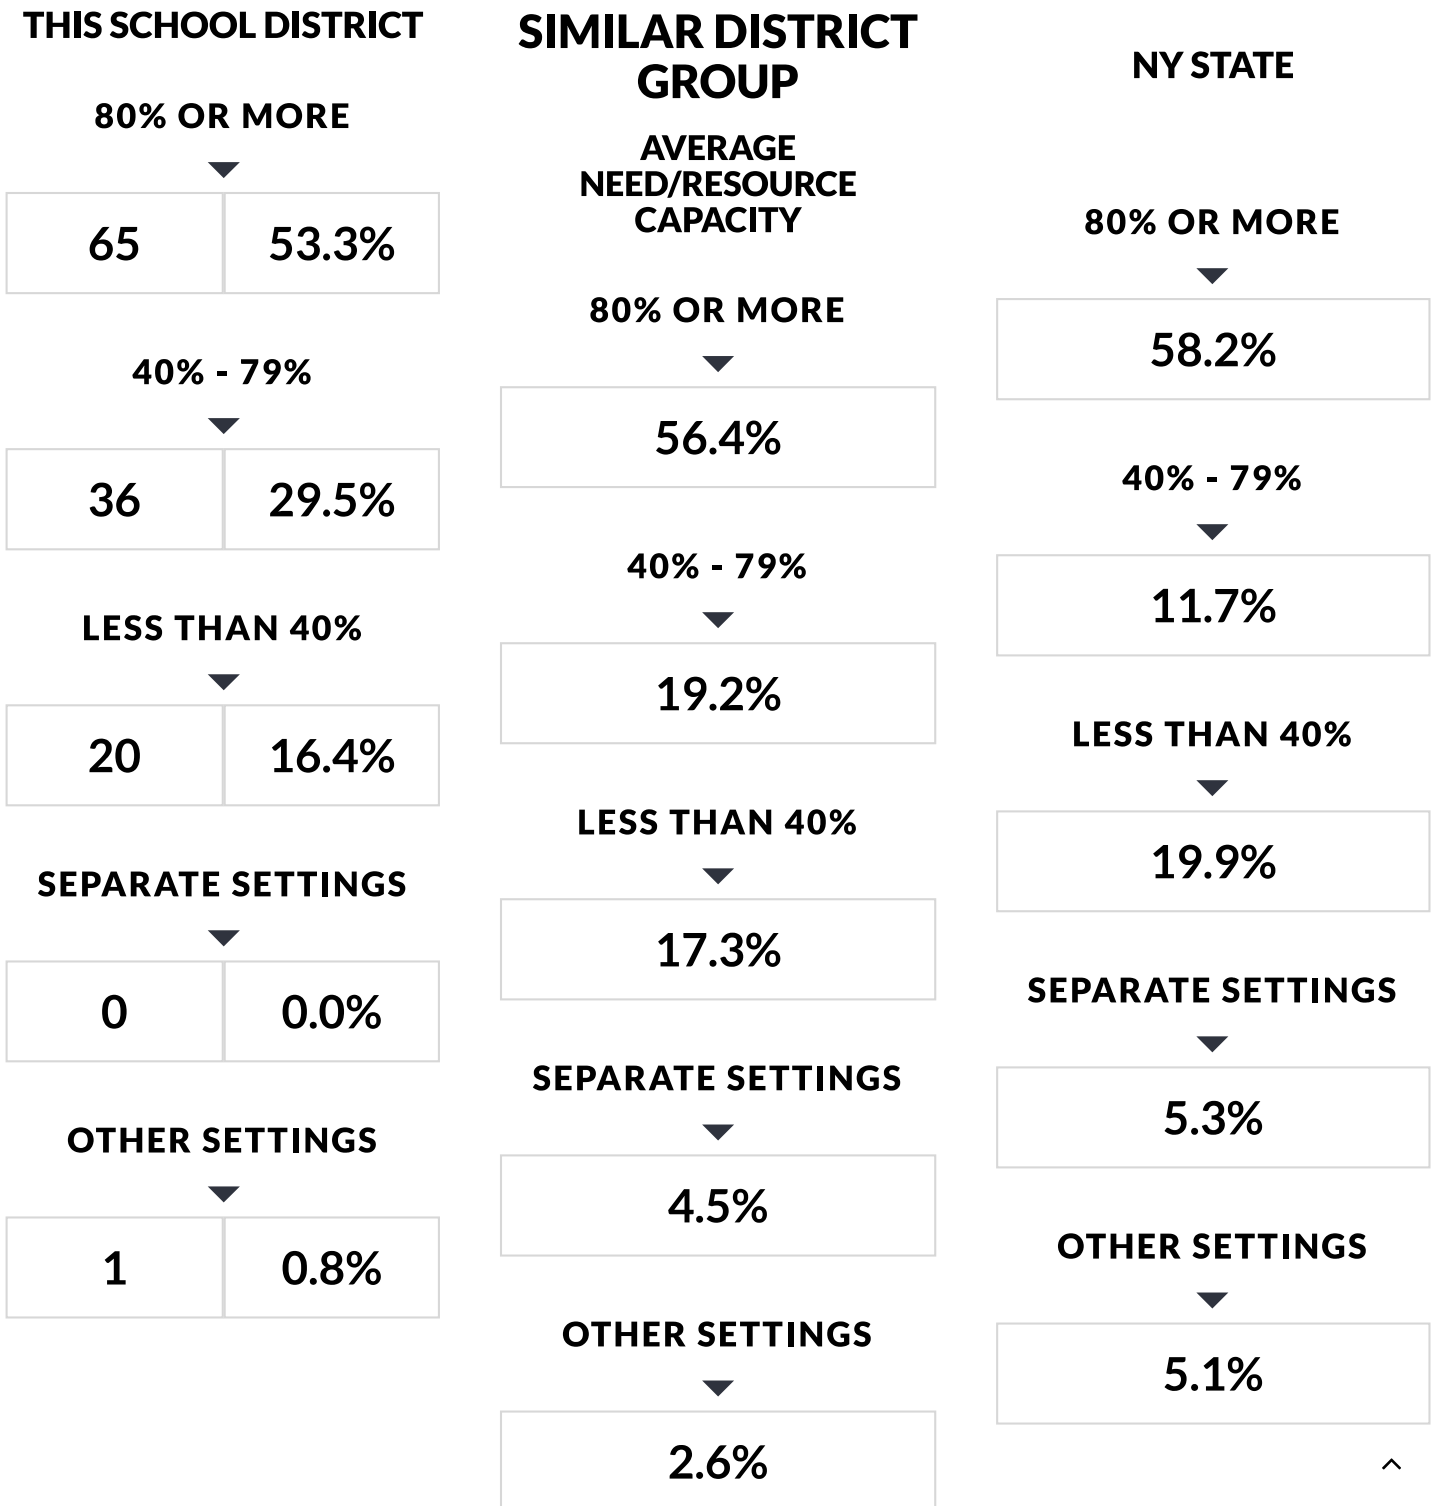 THIS SCHOOL DISTRICT
80% OR MORE
65 53.3%
40% - 79%
36 29.5%
LESS THAN 40%
20 16.4%
SEPARATE SETTINGS
0 0.0%
OTHER SETTINGS
1 0.8%
SIMILAR DISTRICT
GROUP
AVERAGE
NEED/RESOURCE
CAPACITY
80% OR MORE
56.4%
40% - 79%
19.2%
LESS THAN 40%
17.3%
SEPARATE SETTINGS
4.5%
OTHER SETTINGS
2.6%
NY STATE
80% OR MORE
58.2%
40% - 79%
11.7%
LESS THAN 40%
19.9%
SEPARATE SETTINGS
5.3%
OTHER SETTINGS
5.1%